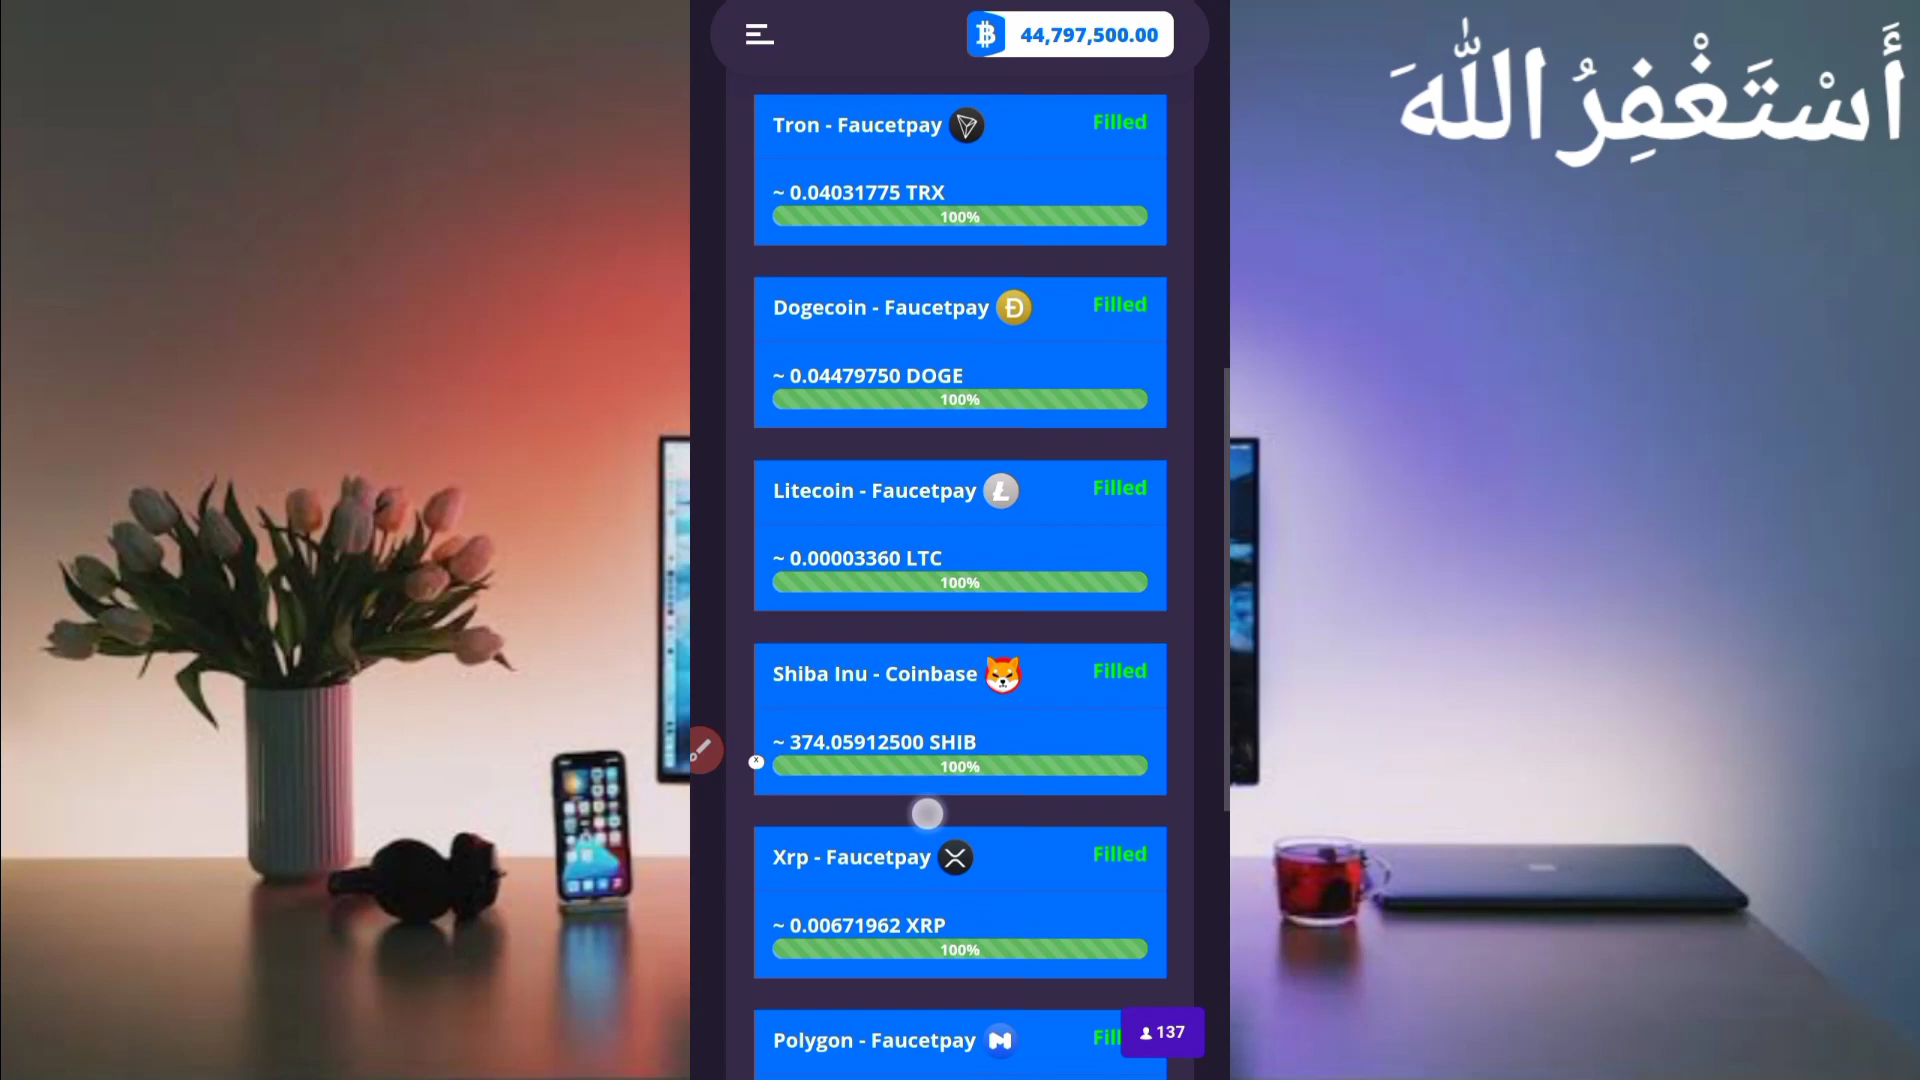 44,797,500.00
أَسْتَغْفِرُ اللّٰهَ
Tron - Faucetpay
Filled
~ 0.04031775 TRX
100%
Dogecoin - Faucetpay
Filled
~ 0.04479750 DOGE
100%
Litecoin - Faucetpay
Filled
~ 0.00003360 LTC
100%
Shiba Inu - Coinbase
Filled
~ 374.05912500 SHIB
100%
x
Xrp - Faucetpay
Filled
~ 0.00671962 XRP
100%
Polygon - Faucetpay
137